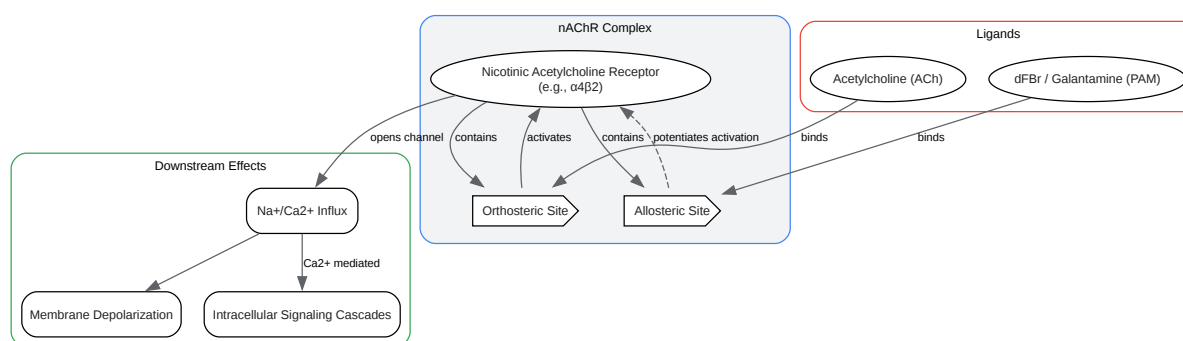 nAChR Complex
Ligands
Nicotinic Acetylcholine Receptor
(e.g., α4β2)
Acetylcholine (ACh)
dFBr / Galantamine (PAM)
opens channel
contains
activates
contains
potentiates activation
binds
binds
Downstream Effects
Na+/Ca2+ Influx
Orthosteric Site
Allosteric Site
Ca2+ mediated
Membrane Depolarization
Intracellular Signaling Cascades